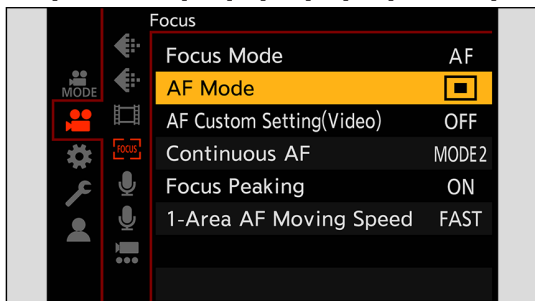 Focus
Focus Mode AF
MODE
AF Mode
AF Custom Setting(Video) OFF
FOCUS
Continuous AF MODE2
Focus Peaking ON
1-Area AF Moving Speed FAST